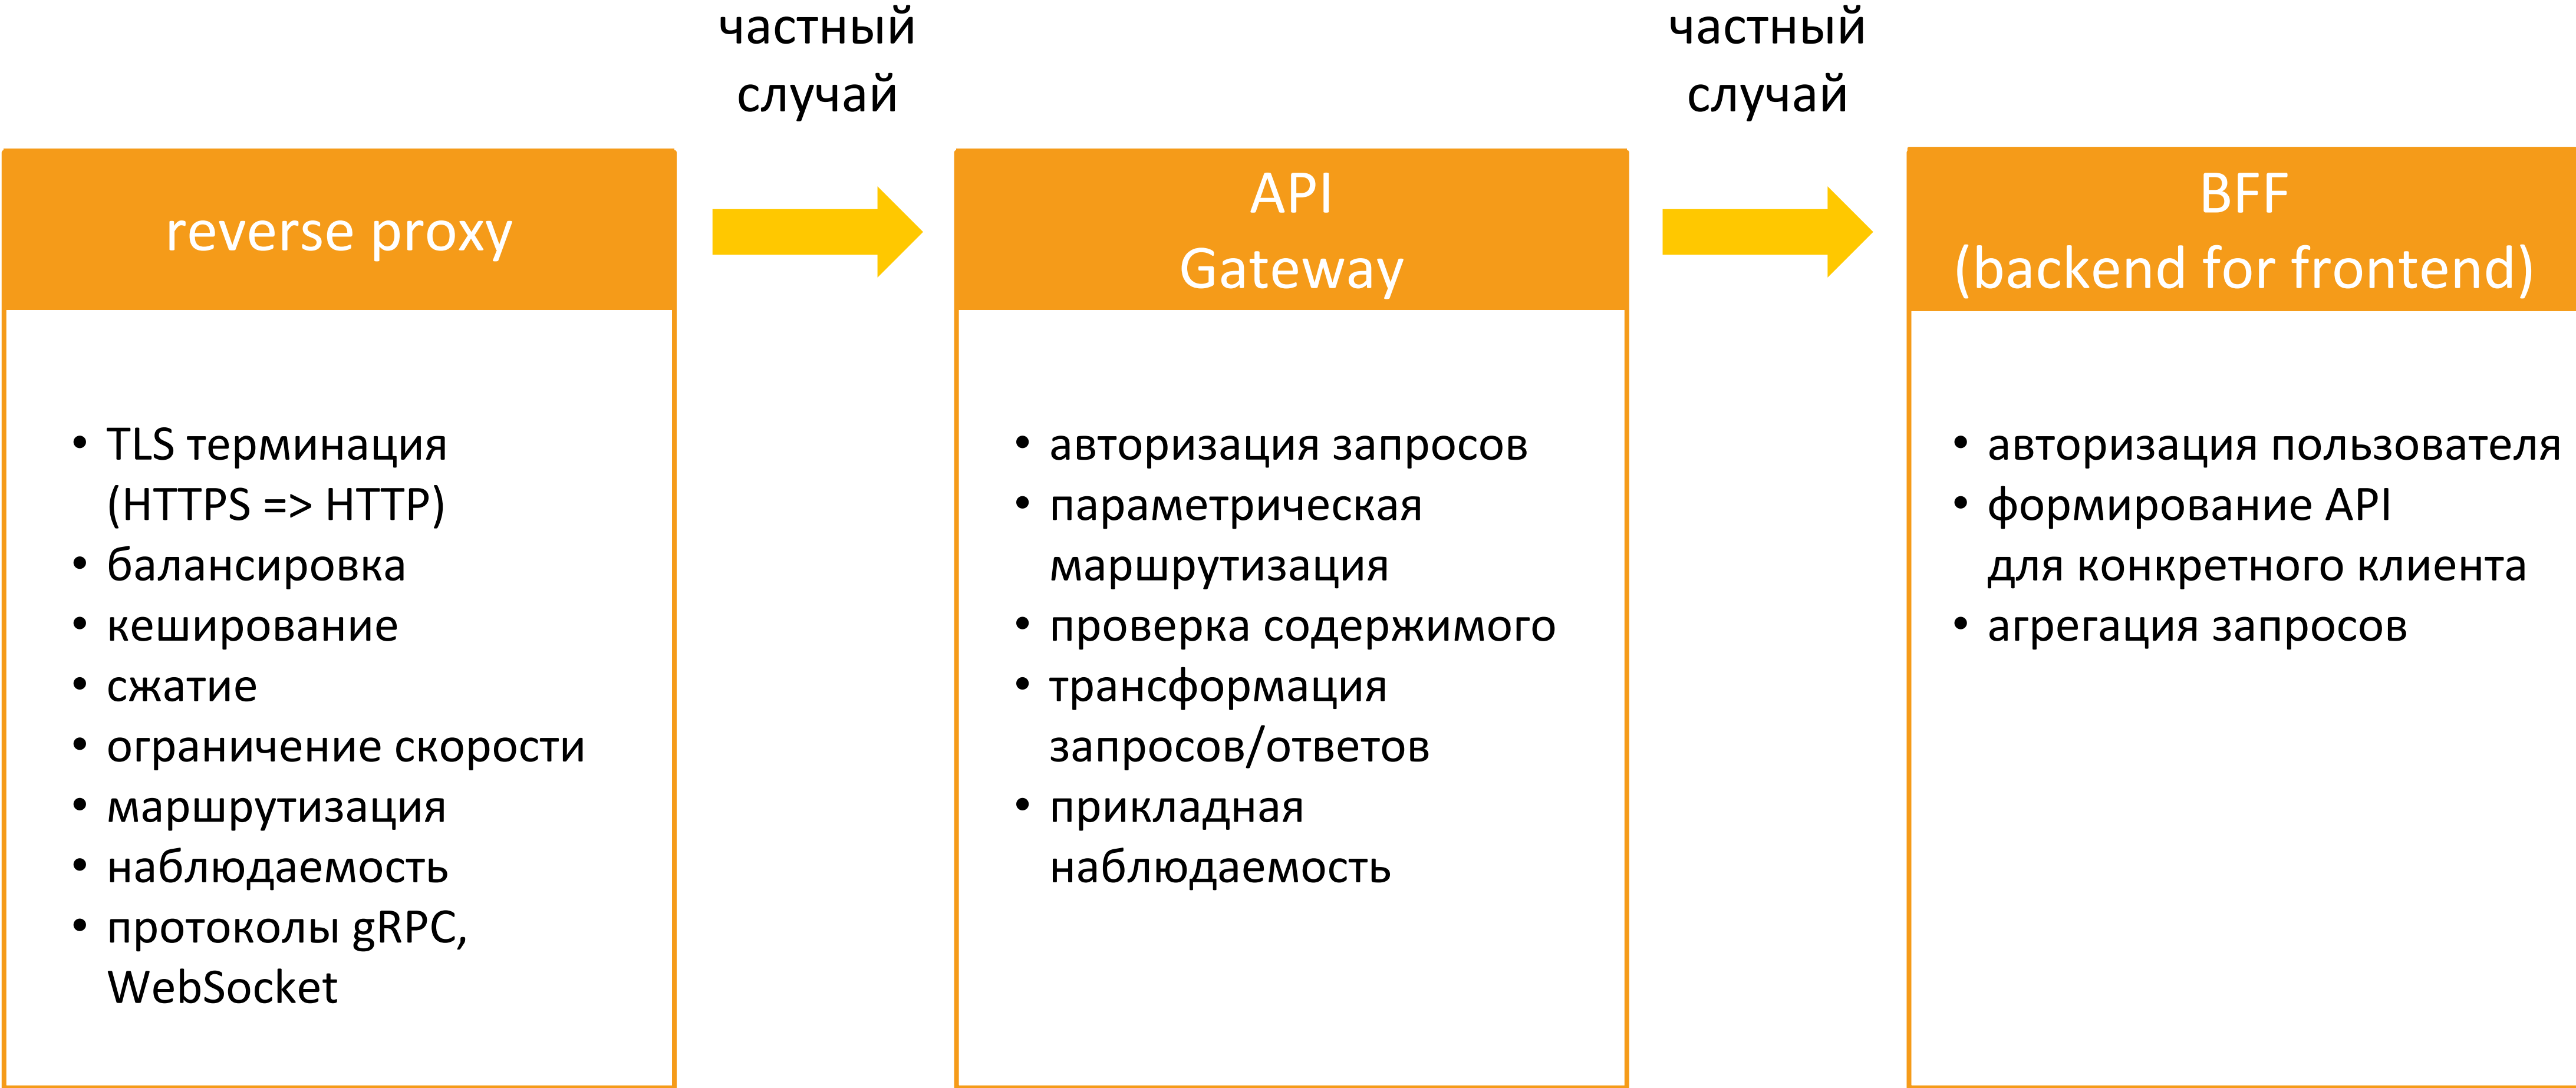 частный
случай
частный
случай
reverse proxy
API
Gateway
BFF
(backend for frontend)
• TLS терминация
(HTTPS => HTTP)
• балансировка
• кеширование
• сжатие
• ограничение скорости
• маршрутизация
• наблюдаемость
• протоколы gRPC,
WebSocket
• авторизация запросов
• параметрическая
маршрутизация
• проверка содержимого
• трансформация
запросов/ответов
• прикладная
наблюдаемость
• авторизация пользователя
• формирование API
для конкретного клиента
• агрегация запросов